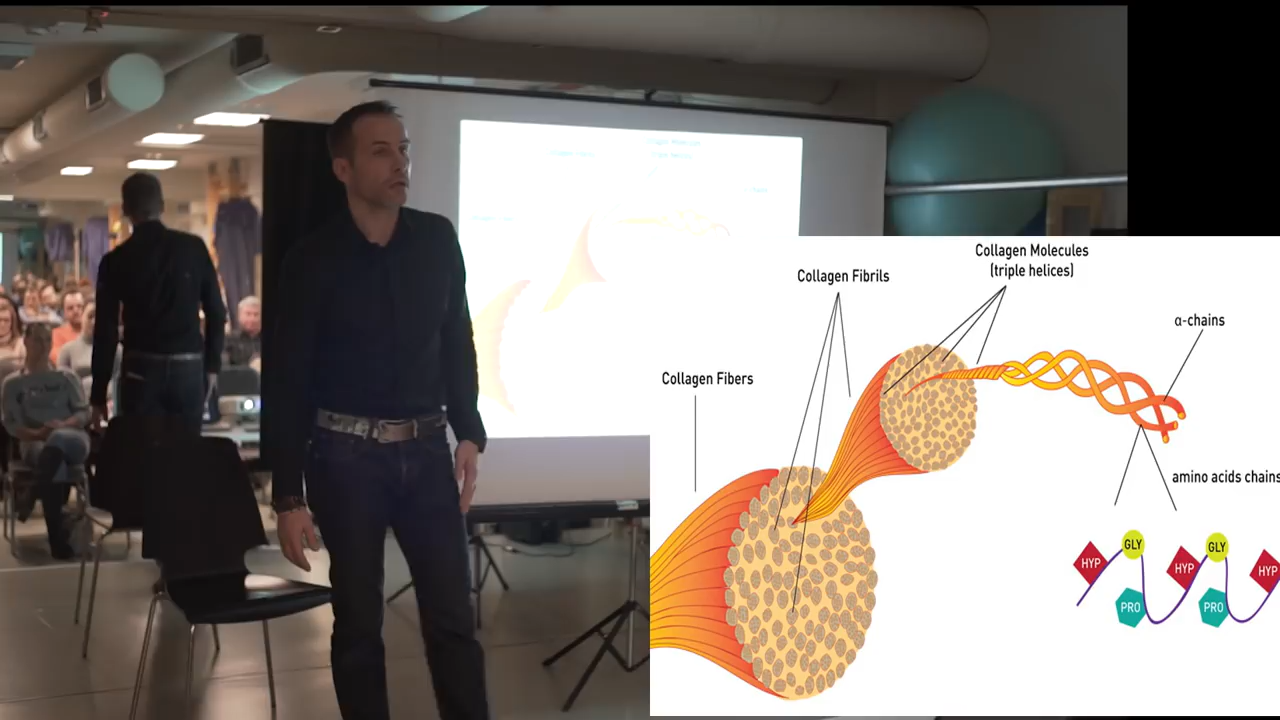 Collagen Molecules
(triple helices)
Collagen Fibrils
α-chains
Collagen Fibers
amino acids chains
HYP
GLY
PRO
HYP
GLY
PRO
HYP